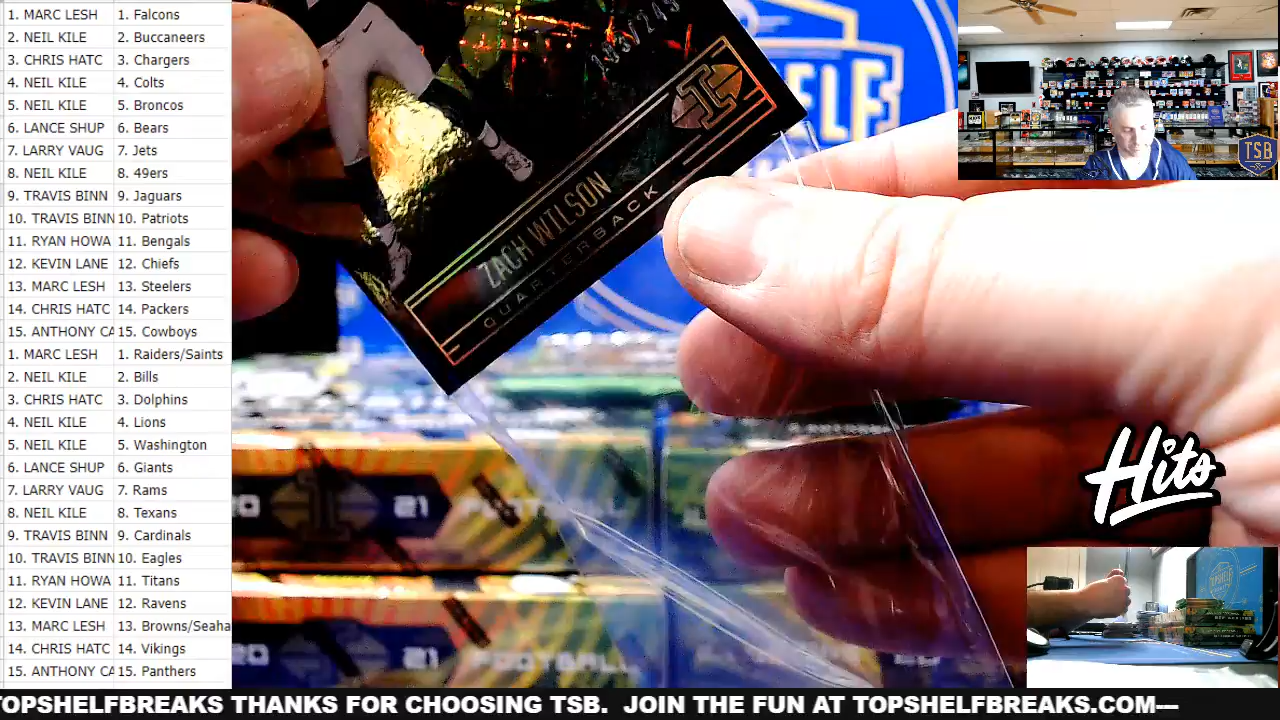 1. MARC LESH 1. Falcons
2. NEIL KILE 2. Buccaneers
3. CHRIS HATC 3. Chargers
4. NEIL KILE 4. Colts
5. NEIL KILE 5. Broncos
6. LANCE SHUP 6. Bears
7. LARRY VAUG 7. Jets
8. NEIL KILE 8. 49ers
9. TRAVIS BINN 9. Jaguars
10. TRAVIS BINN 10. Patriots
11. RYAN HOWA 11. Bengals
12. KEVIN LANE 12. Chiefs
13. MARC LESH 13. Steelers
14. CHRIS HATC 14. Packers
15. ANTHONY CA 15. Cowboys
1. MARC LESH 1. Raiders/Saints
2. NEIL KILE 2. Bills
3. CHRIS HATC 3. Dolphins
4. NEIL KILE 4. Lions
5. NEIL KILE 5. Washington
6. LANCE SHUP 6. Giants
7. LARRY VAUG 7. Rams
8. NEIL KILE 8. Texans
9. TRAVIS BINN 9. Cardinals
10. TRAVIS BINN 10. Eagles
11. RYAN HOWA 11. Titans
12. KEVIN LANE 12. Ravens
13. MARC LESH 13. Browns/Seaha
14. CHRIS HATC 14. Vikings
15. ANTHONY CA 15. Panthers
ZACH WILSON
QUARTERBACK
20 21 FOOTBALL
20 21 FOOTBALL
TSB
Hits
TOPSHELFBREAKS THANKS FOR CHOOSING TSB. JOIN THE FUN AT TOPSHELFBREAKS.COM---